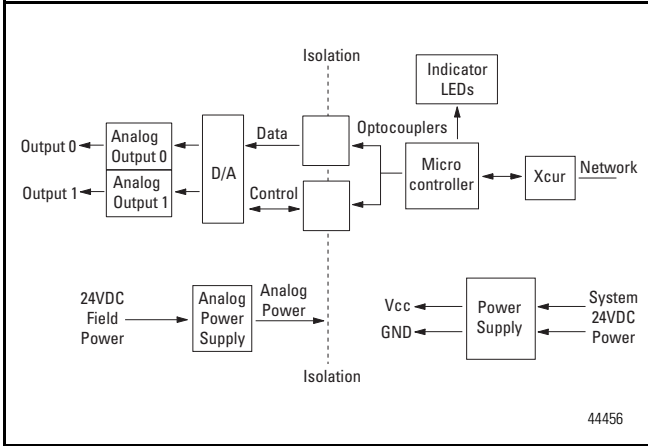 Isolation
Indicator
LEDs
Optocouplers
Data
Output 0
Analog
Output 0
D/A
Micro
controller
Xcur
Network
Output 1
Analog
Output 1
Control
24VDC
Field
Power
Analog
Power
Supply
Analog
Power
Vcc
GND
Power
Supply
System
24VDC
Power
Isolation
44456